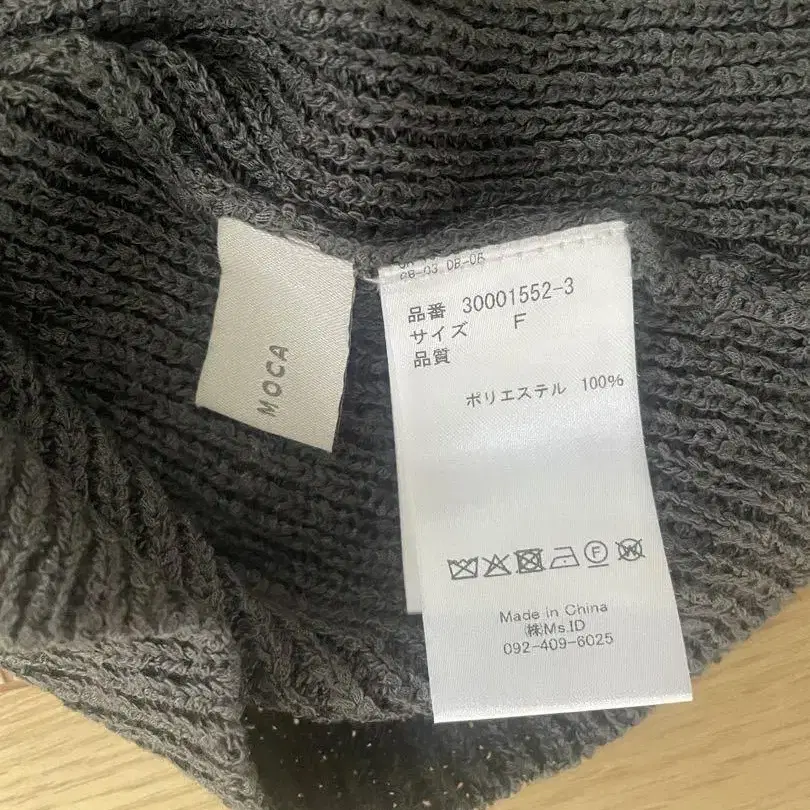 MOCA
品番 30001552-3
サイズ F
品質
ポリエステル 100%
Made in China
㈱Ms.ID
092-409-6025